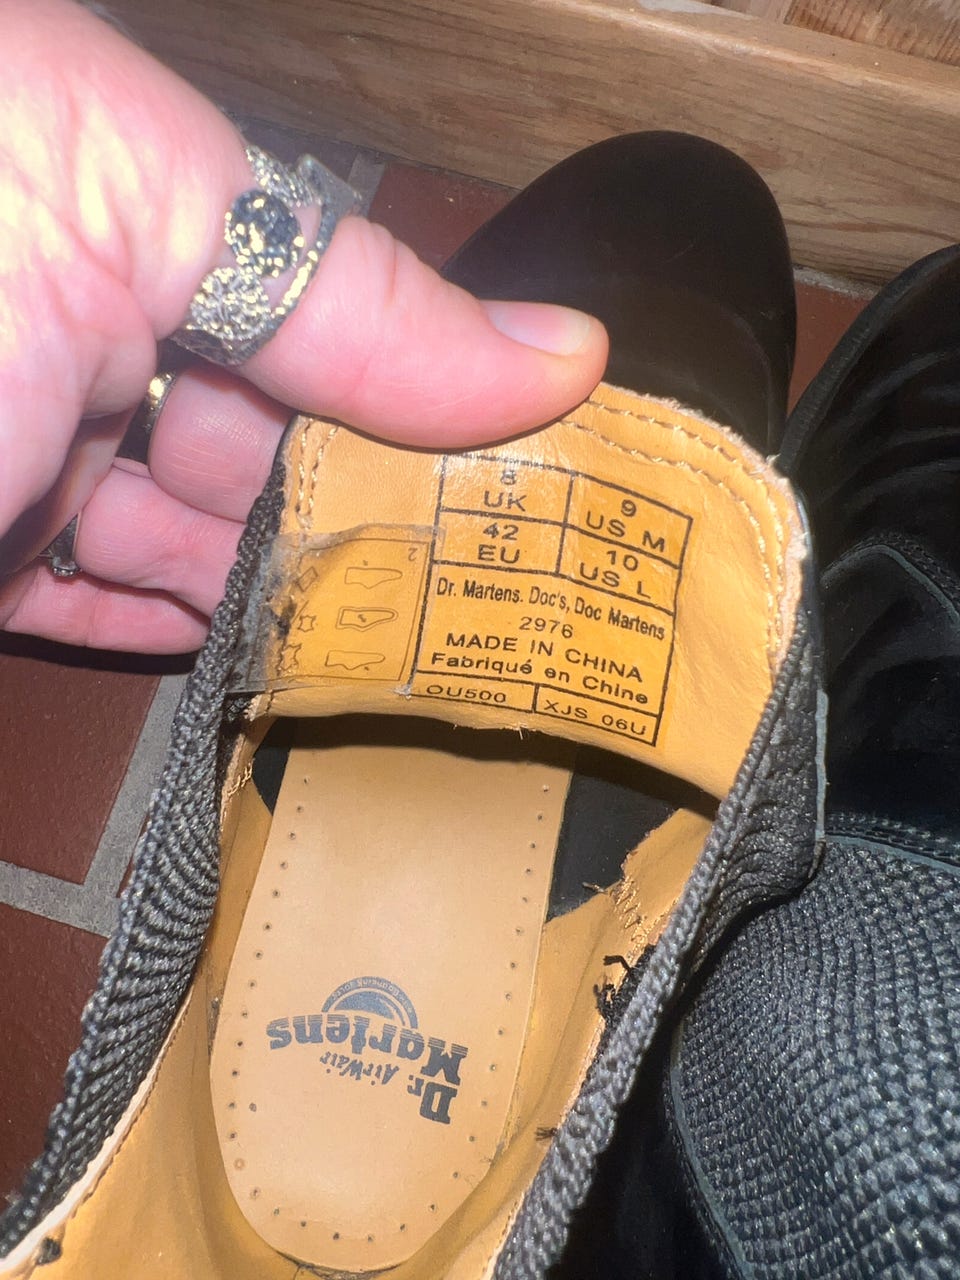 8
UK
9
US M
42
EU
10
US L
2
Dr. Martens. Doc's, Doc Martens
2976
MADE IN CHINA
Fabriqué en Chine
OU500
XJS 06U
Dr. Martens
AirWair